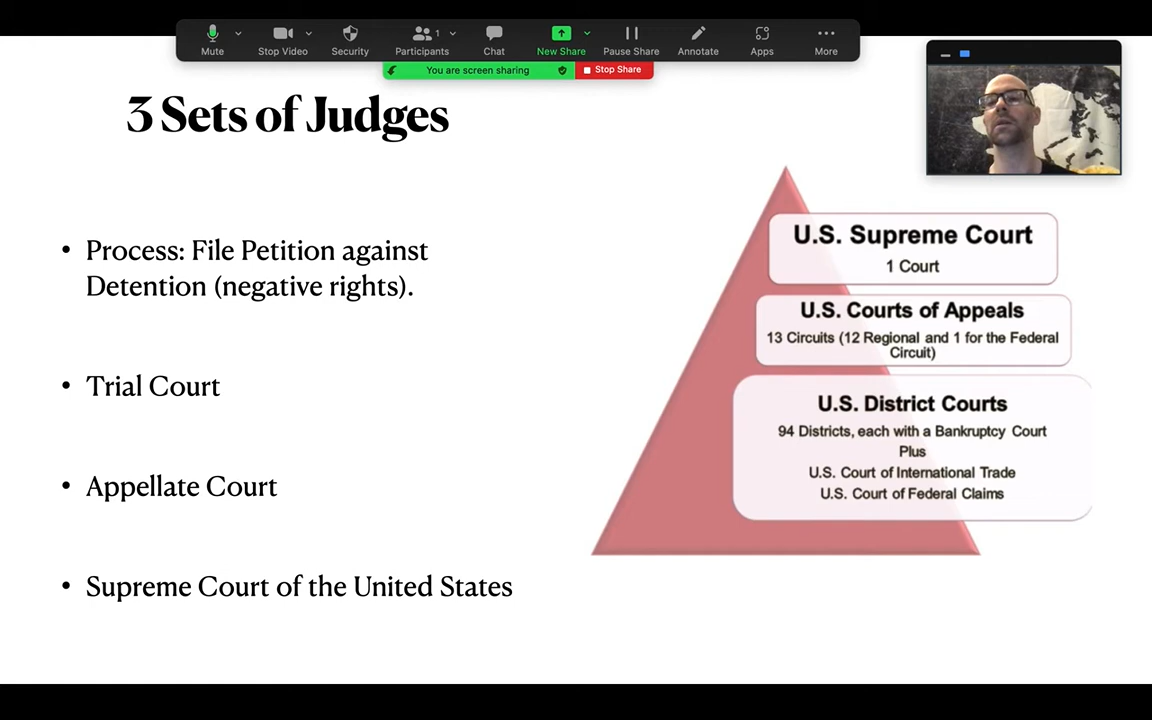 Mute
Stop Video
Security
Participants
1
Chat
New Share
Pause Share
Annotate
Apps
More
You are screen sharing
Stop Share
3 Sets of Judges
• Process: File Petition against
Detention (negative rights).
• Trial Court
• Appellate Court
• Supreme Court of the United States
U.S. Supreme Court
1 Court
U.S. Courts of Appeals
13 Circuits (12 Regional and 1 for the Federal
Circuit)
U.S. District Courts
94 Districts, each with a Bankruptcy Court
Plus
U.S. Court of International Trade
U.S. Court of Federal Claims